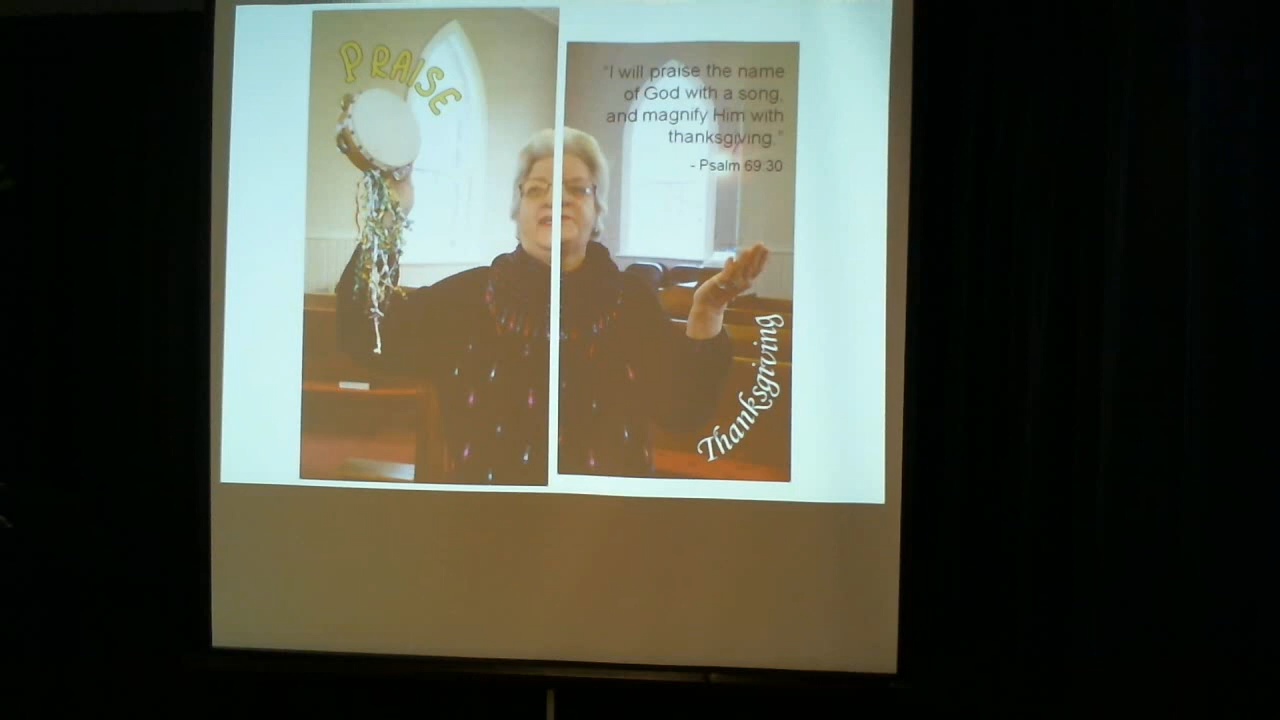 PRAISE
"I will praise the name
of God with a song,
and magnify Him with
thanksgiving."
- Psalm 69:30
Thanksgiving